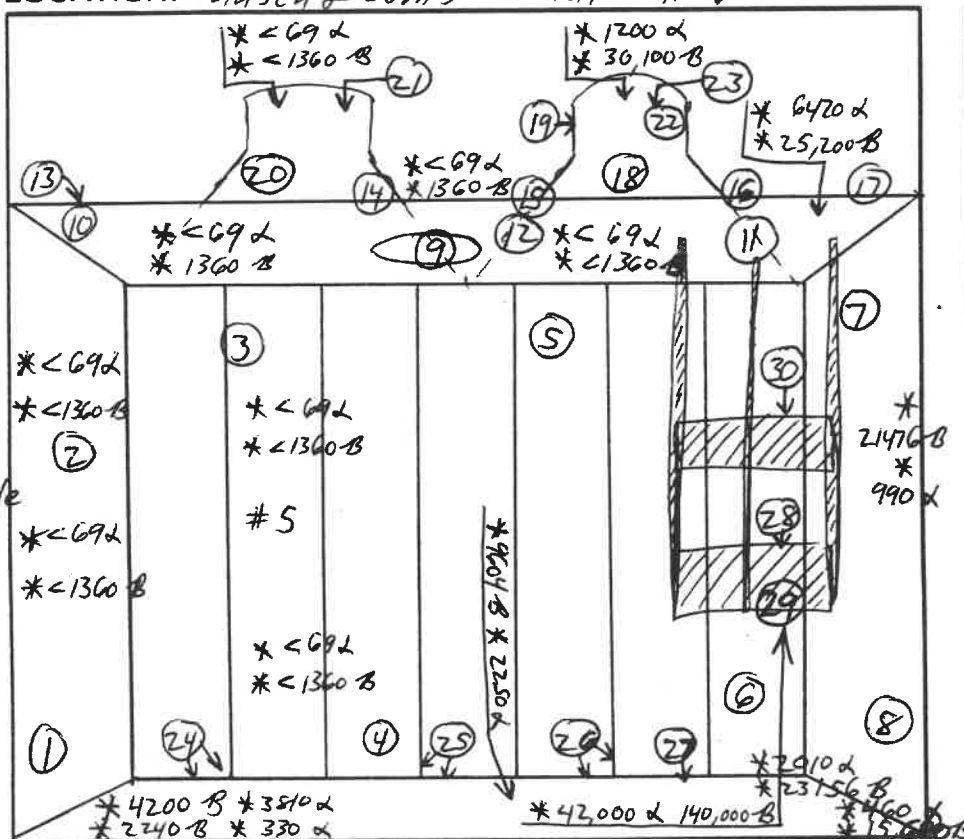 * < 69 α
* < 1360 B
21
* 1200 α
* 30,100 B
23
19
22
* 6420 α
* 25,200 B
13
20
14
* < 69 α
* 1360 B
15
18
16
17
10
* < 69 α
* 1360 B
9
12
* < 69 α
* < 1360 B
11
3
5
7
* < 69 α
* < 1360 B
* < 69 α
* < 1360 B
30
*
21476 B
*
990 α
2
# 5
28
* < 69 α
* < 1360 B
* 9604 B * 2250 α
29
* < 69 α
* < 1360 B
6
1
24
4
25
26
27
8
* 4200 B * 3810 α
* 2240 B * 330 α
* 42,000 α 140,000 B
* 23156 B